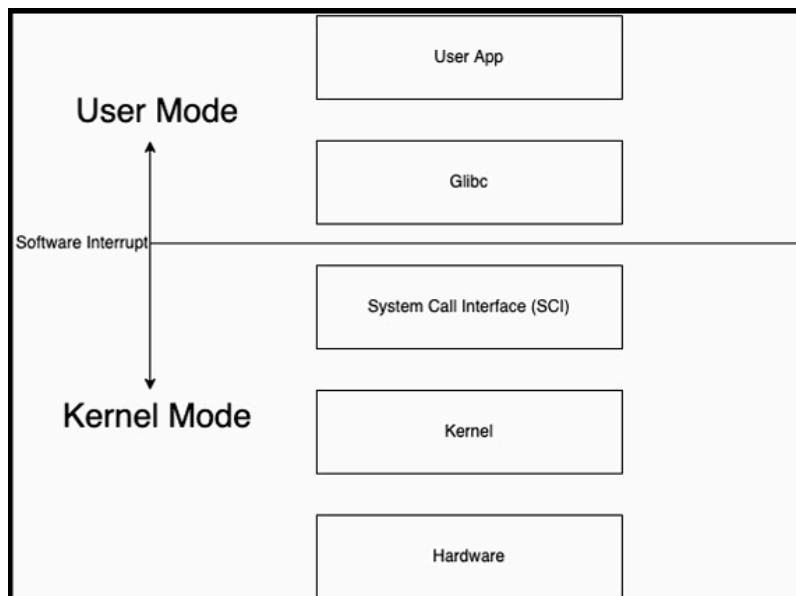 User App
User Mode
Glibc
Software Interrupt
System Call Interface (SCI)
Kernel Mode
Kernel
Hardware